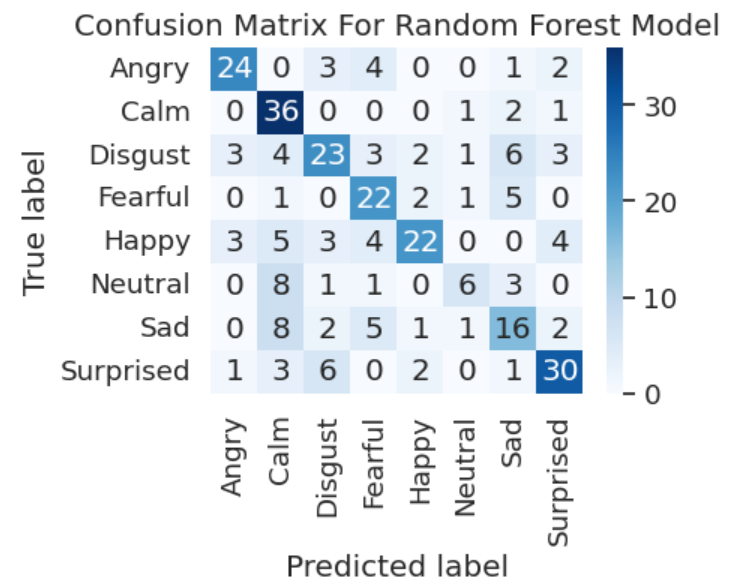 Confusion Matrix For Random Forest Model
True label
Angry 24 0 3 4 0 0 1 2
Calm 0 36 0 0 0 1 2 1
Disgust 3 4 23 3 2 1 6 3
Fearful 0 1 0 22 2 1 5 0
Happy 3 5 3 4 22 0 0 4
Neutral 0 8 1 1 0 6 3 0
Sad 0 8 2 5 1 1 16 2
Surprised 1 3 6 0 2 0 1 30
30
20
10
0
Angry Calm Disgust Fearful Happy Neutral Sad Surprised
Predicted label